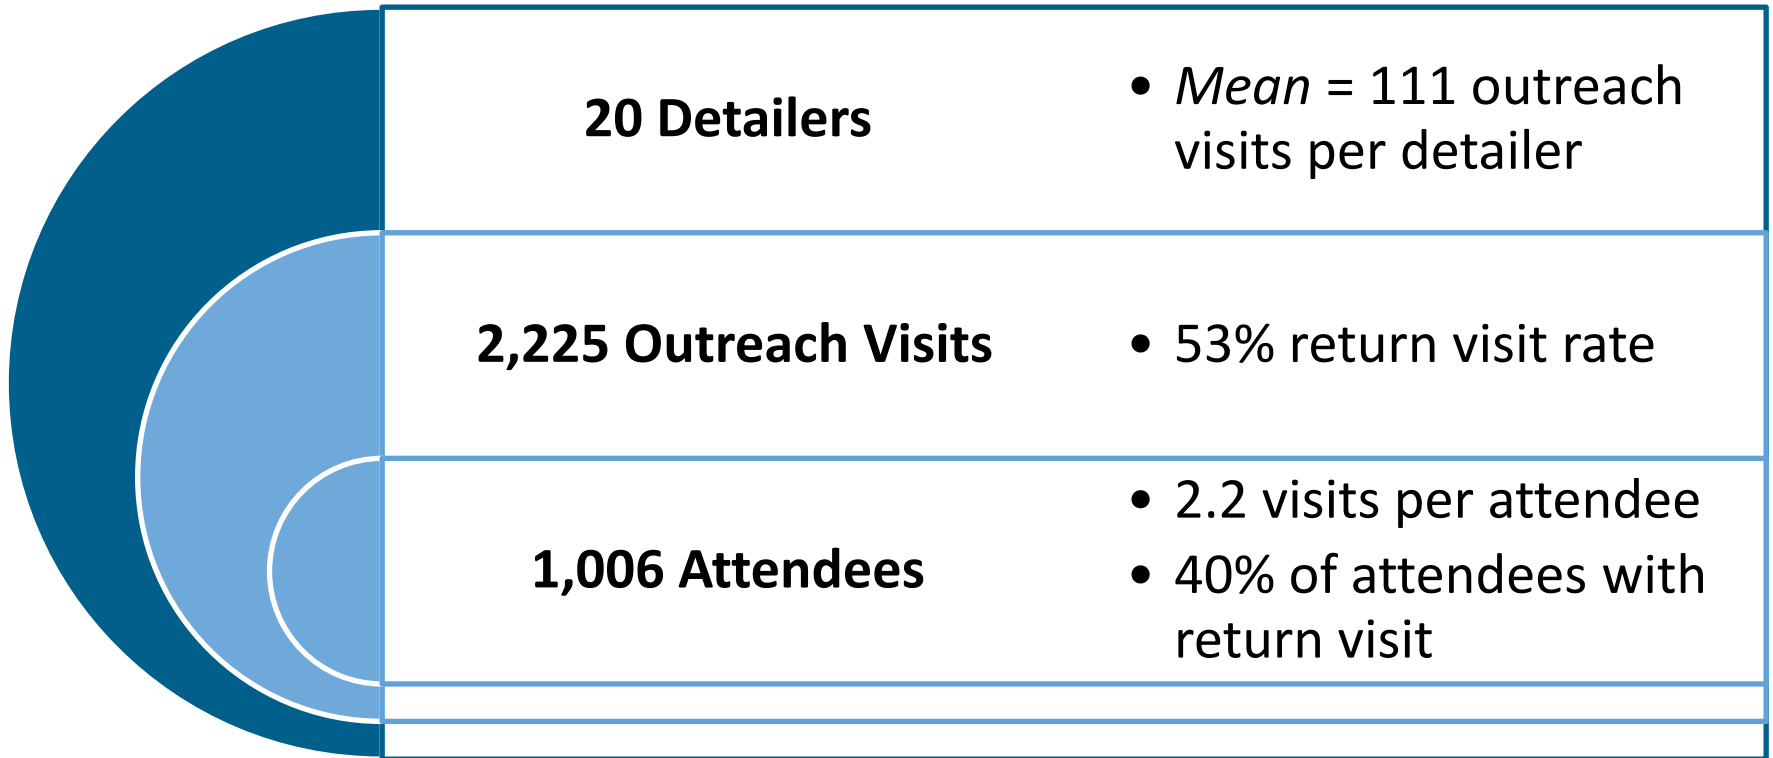 20 Detailers
• Mean = 111 outreach
visits per detailer
2,225 Outreach Visits
• 53% return visit rate
1,006 Attendees
• 2.2 visits per attendee
• 40% of attendees with
return visit